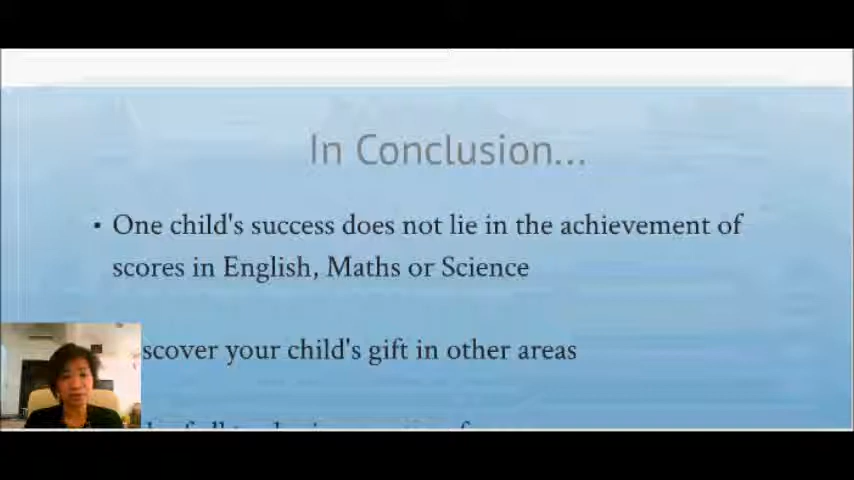 In Conclusion...
• One child's success does not lie in the achievement of
scores in English, Maths or Science
scover your child's gift in other areas